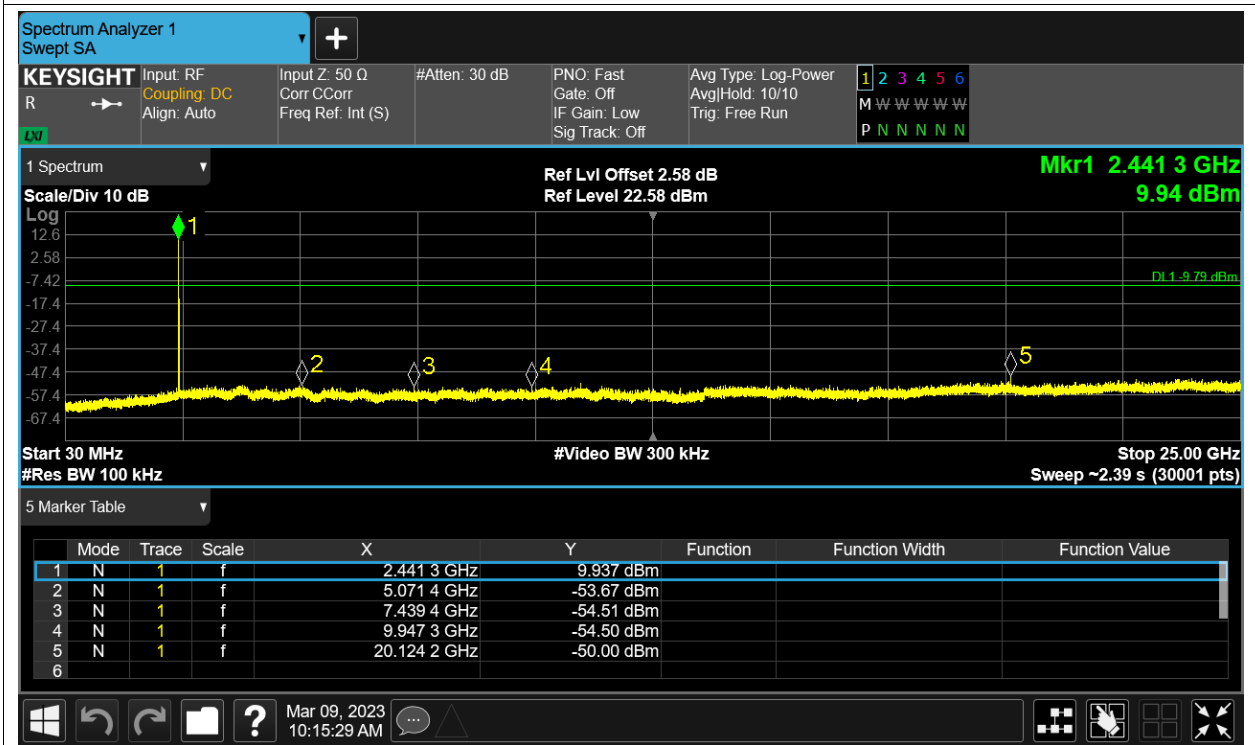 Spectrum Analyzer 1
Swept SA
KEYSIGHT
R
LXI
Input: RF
Coupling: DC
Align: Auto
Input Z: 50 Ω
Corr CCorr
Freq Ref: Int (S)
#Atten: 30 dB
PNO: Fast
Gate: Off
IF Gain: Low
Sig Track: Off
Avg Type: Log-Power
Avg|Hold: 10/10
Trig: Free Run
1 2 3 4 5 6
M W W W W W
P N N N N N
1 Spectrum
Scale/Div 10 dB
Ref Lvl Offset 2.58 dB
Ref Level 22.58 dBm
Mkr1 2.441 3 GHz
9.94 dBm
Log
12.6
2.58
-7.42
-17.4
-27.4
-37.4
-47.4
-57.4
-67.4
1
2
3
4
5
DL1 -9.79 dBm
Start 30 MHz
#Video BW 300 kHz
Stop 25.00 GHz
#Res BW 100 kHz
Sweep ~2.39 s (30001 pts)
5 Marker Table
Mode Trace Scale X Y Function Function Width Function Value
1 N 1 f 2.441 3 GHz 9.937 dBm
2 N 1 f 5.071 4 GHz -53.67 dBm
3 N 1 f 7.439 4 GHz -54.51 dBm
4 N 1 f 9.947 3 GHz -54.50 dBm
5 N 1 f 20.124 2 GHz -50.00 dBm
6
?
Mar 09, 2023
10:15:29 AM